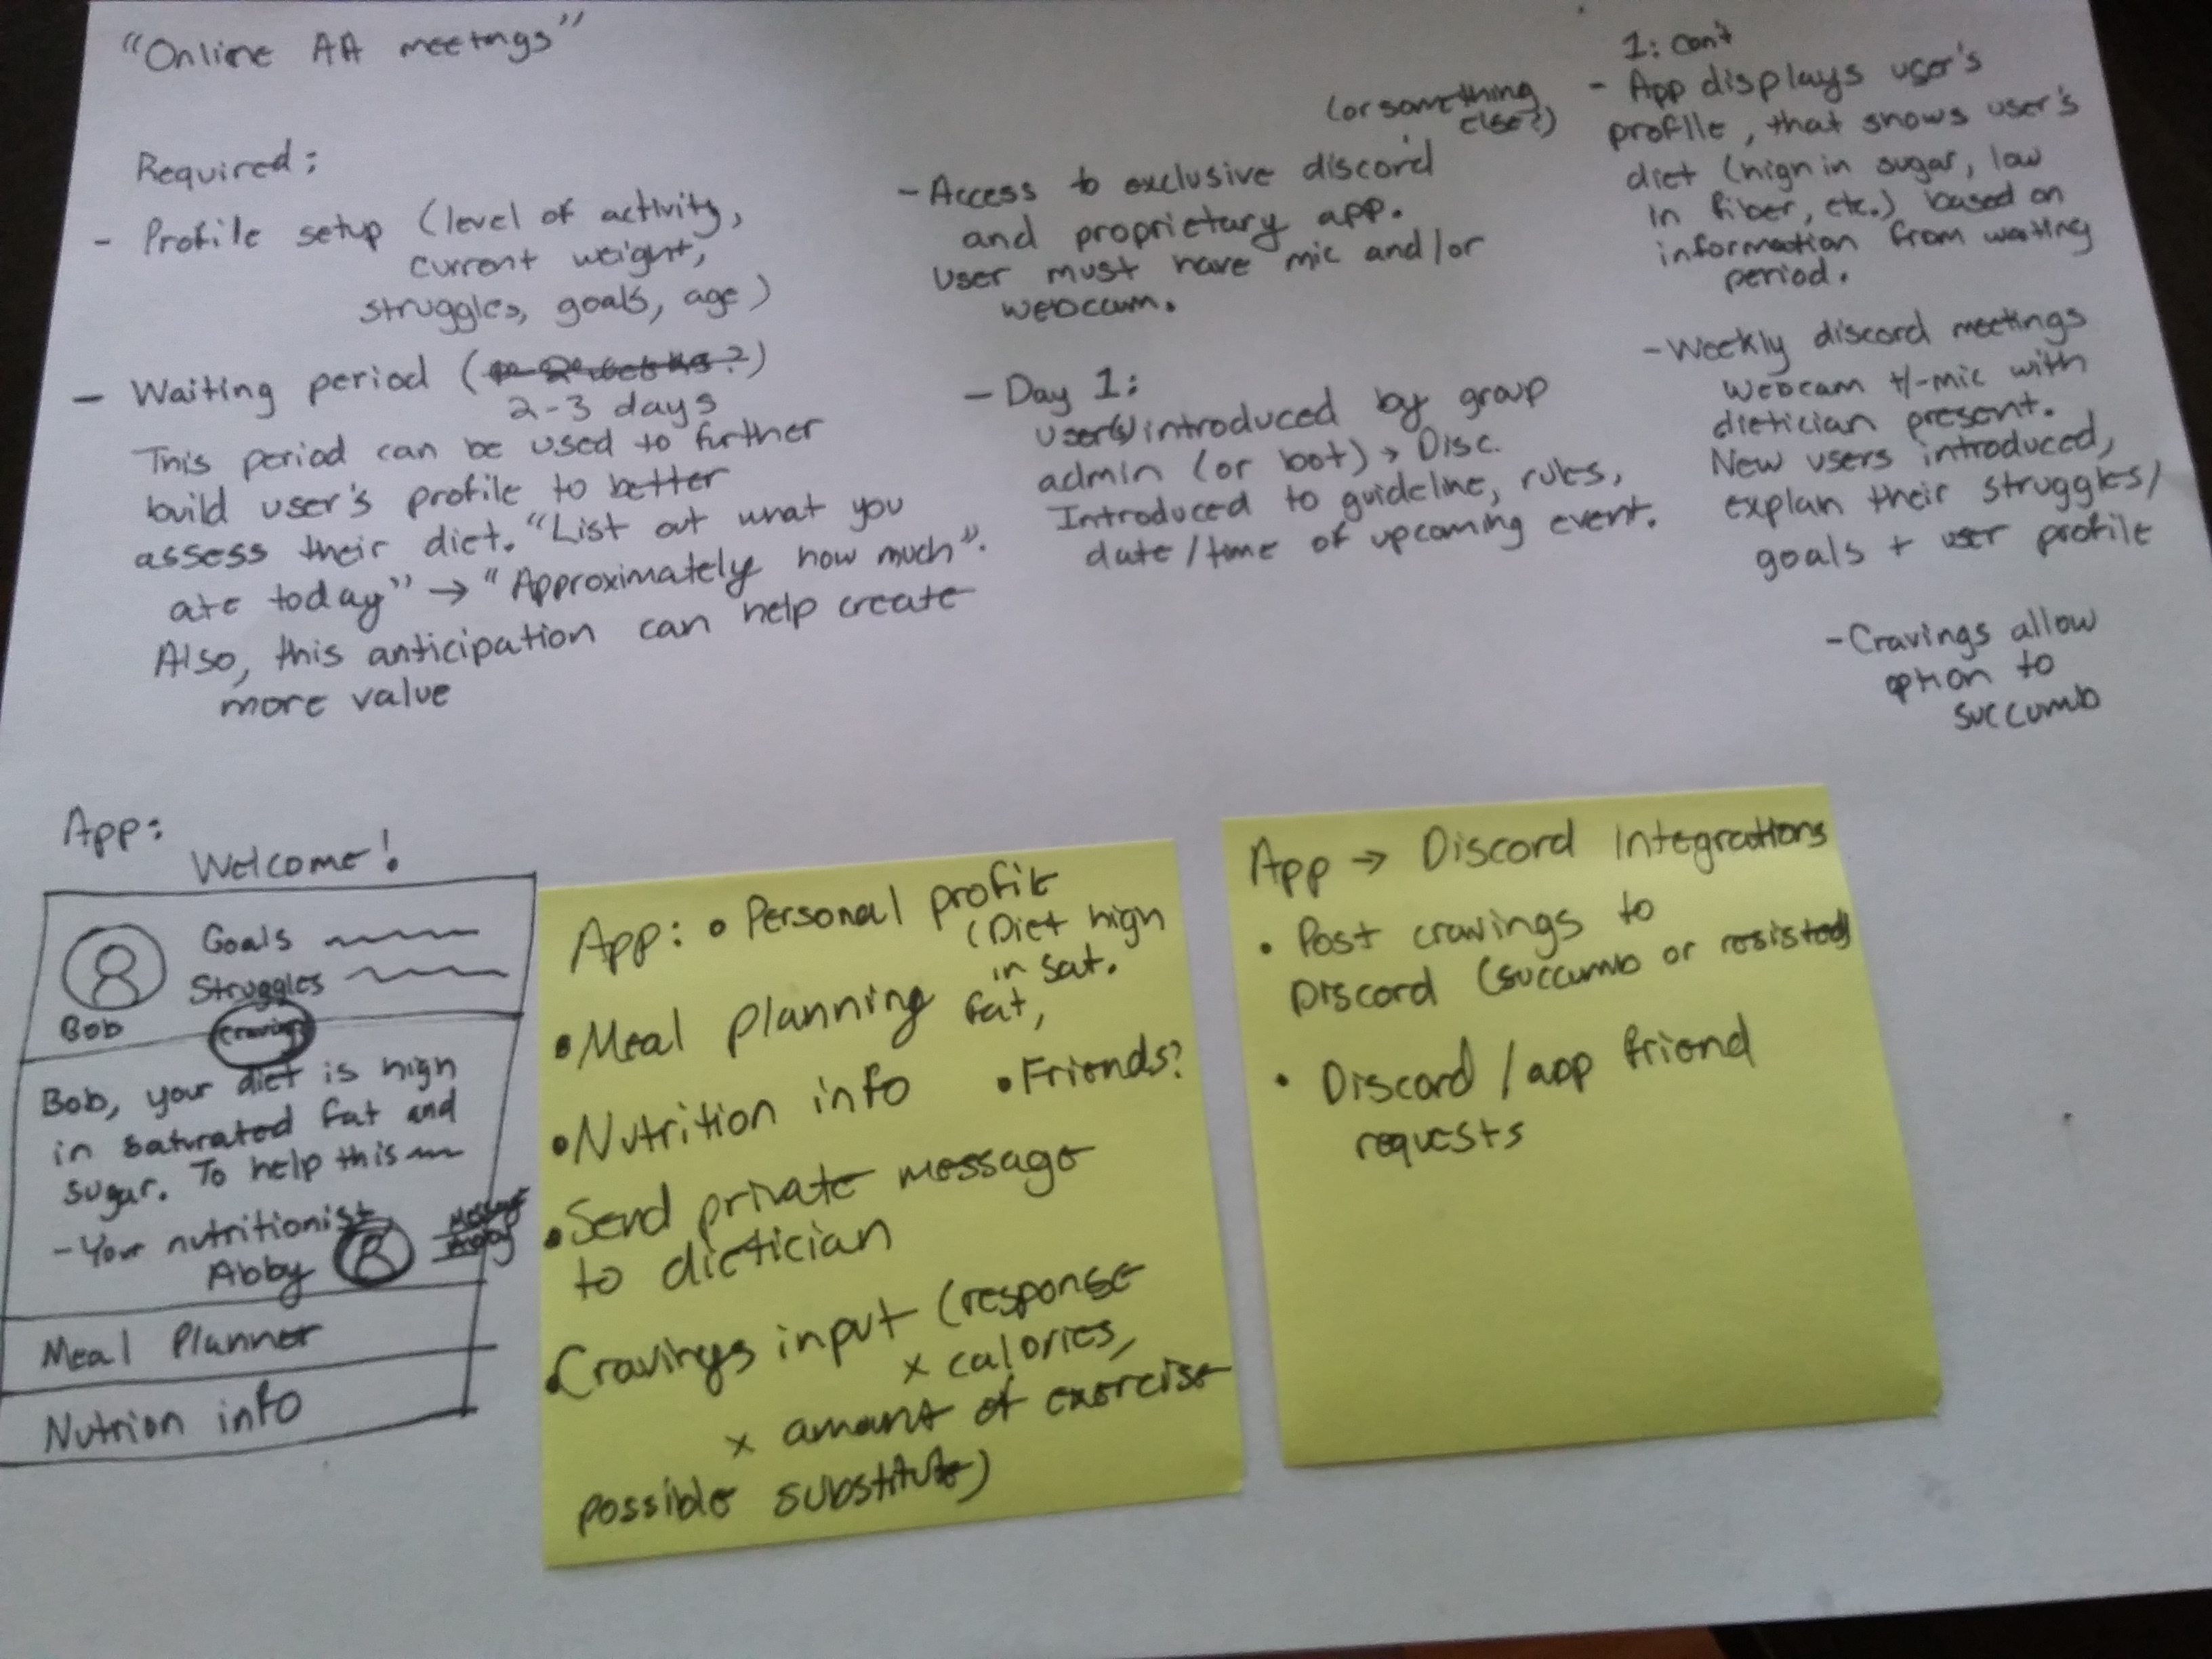 "Online AA meetings"
Required:
- Profile setup (level of activity,
current weight,
struggles, goals, age)
- Waiting period (
2-3 days
This period can be used to further
build user's profile to better
assess their diet. "List out what you
ate today" → "Approximately how much".
Also, this anticipation can help create
more value
(or something
else?)
- Access to exclusive discord
and proprietary app.
User must have mic and/or
webcam.
- Day 1:
User(s) introduced by group
admin (or bot) → Disc.
Introduced to guideline, rules,
date/time of upcoming event.
1: con't
- App displays user's
profile, that shows user's
diet (high in sugar, low
in fiber, etc.) based on
information from waiting
period.
- Weekly discord meetings
webcam +/- mic with
dietician present.
New users introduced,
explan their struggles/
goals + user profile
- Cravings allow
option to
succumb
App:
Welcome!
Goals
Struggles
Bob
Cravings
Bob, your diet is high
in saturated fat and
sugar. To help this
- Your nutritionist
Abby
Message
Abby
Meal Planner
Nutrion info
App: • Personal profile
(Diet high
in sat.
fat,
• Meal planning
• Nutrition info • Friends?
• Send private message
to dietician
• Cravings input (response
x calories,
x amount of exercise
possible substitute)
App → Discord Integrations
• Post cravings to
Discord (succumb or resisted)
• Discord / app friend
requests